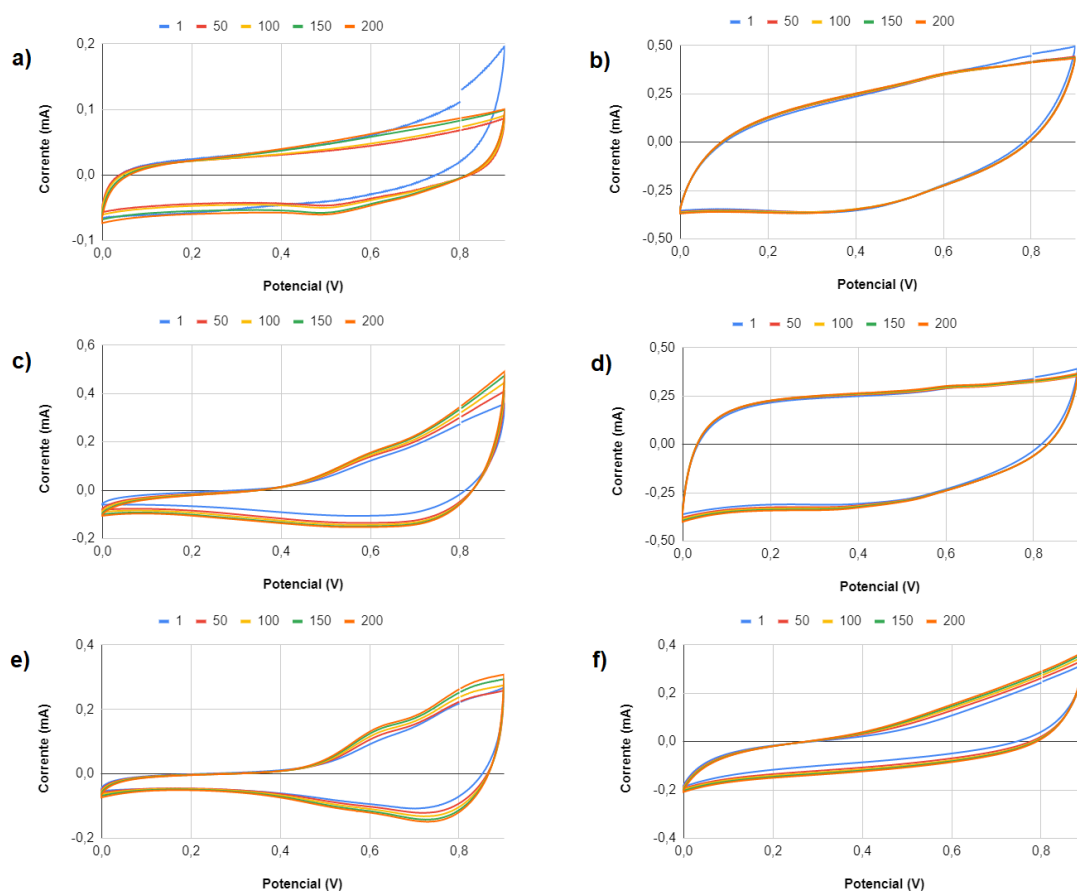 a)
1 50 100 150 200
Corrente (mA)
0,2
0,1
0,0
-0,1
0,0 0,2 0,4 0,6 0,8
Potencial (V)
b)
1 50 100 150 200
Corrente (mA)
0,50
0,25
0,00
-0,25
-0,50
0,0 0,2 0,4 0,6 0,8
Potencial (V)
c)
1 50 100 150 200
Corrente (mA)
0,6
0,4
0,2
0,0
-0,2
0,0 0,2 0,4 0,6 0,8
Potencial (V)
d)
1 50 100 150 200
Corrente (mA)
0,50
0,25
0,00
-0,25
-0,50
0,0 0,2 0,4 0,6 0,8
Potencial (V)
e)
1 50 100 150 200
Corrente (mA)
0,4
0,2
0,0
-0,2
0,0 0,2 0,4 0,6 0,8
Potencial (V)
f)
1 50 100 150 200
Corrente (mA)
0,4
0,2
0,0
-0,2
-0,4
0,0 0,2 0,4 0,6 0,8
Potencial (V)